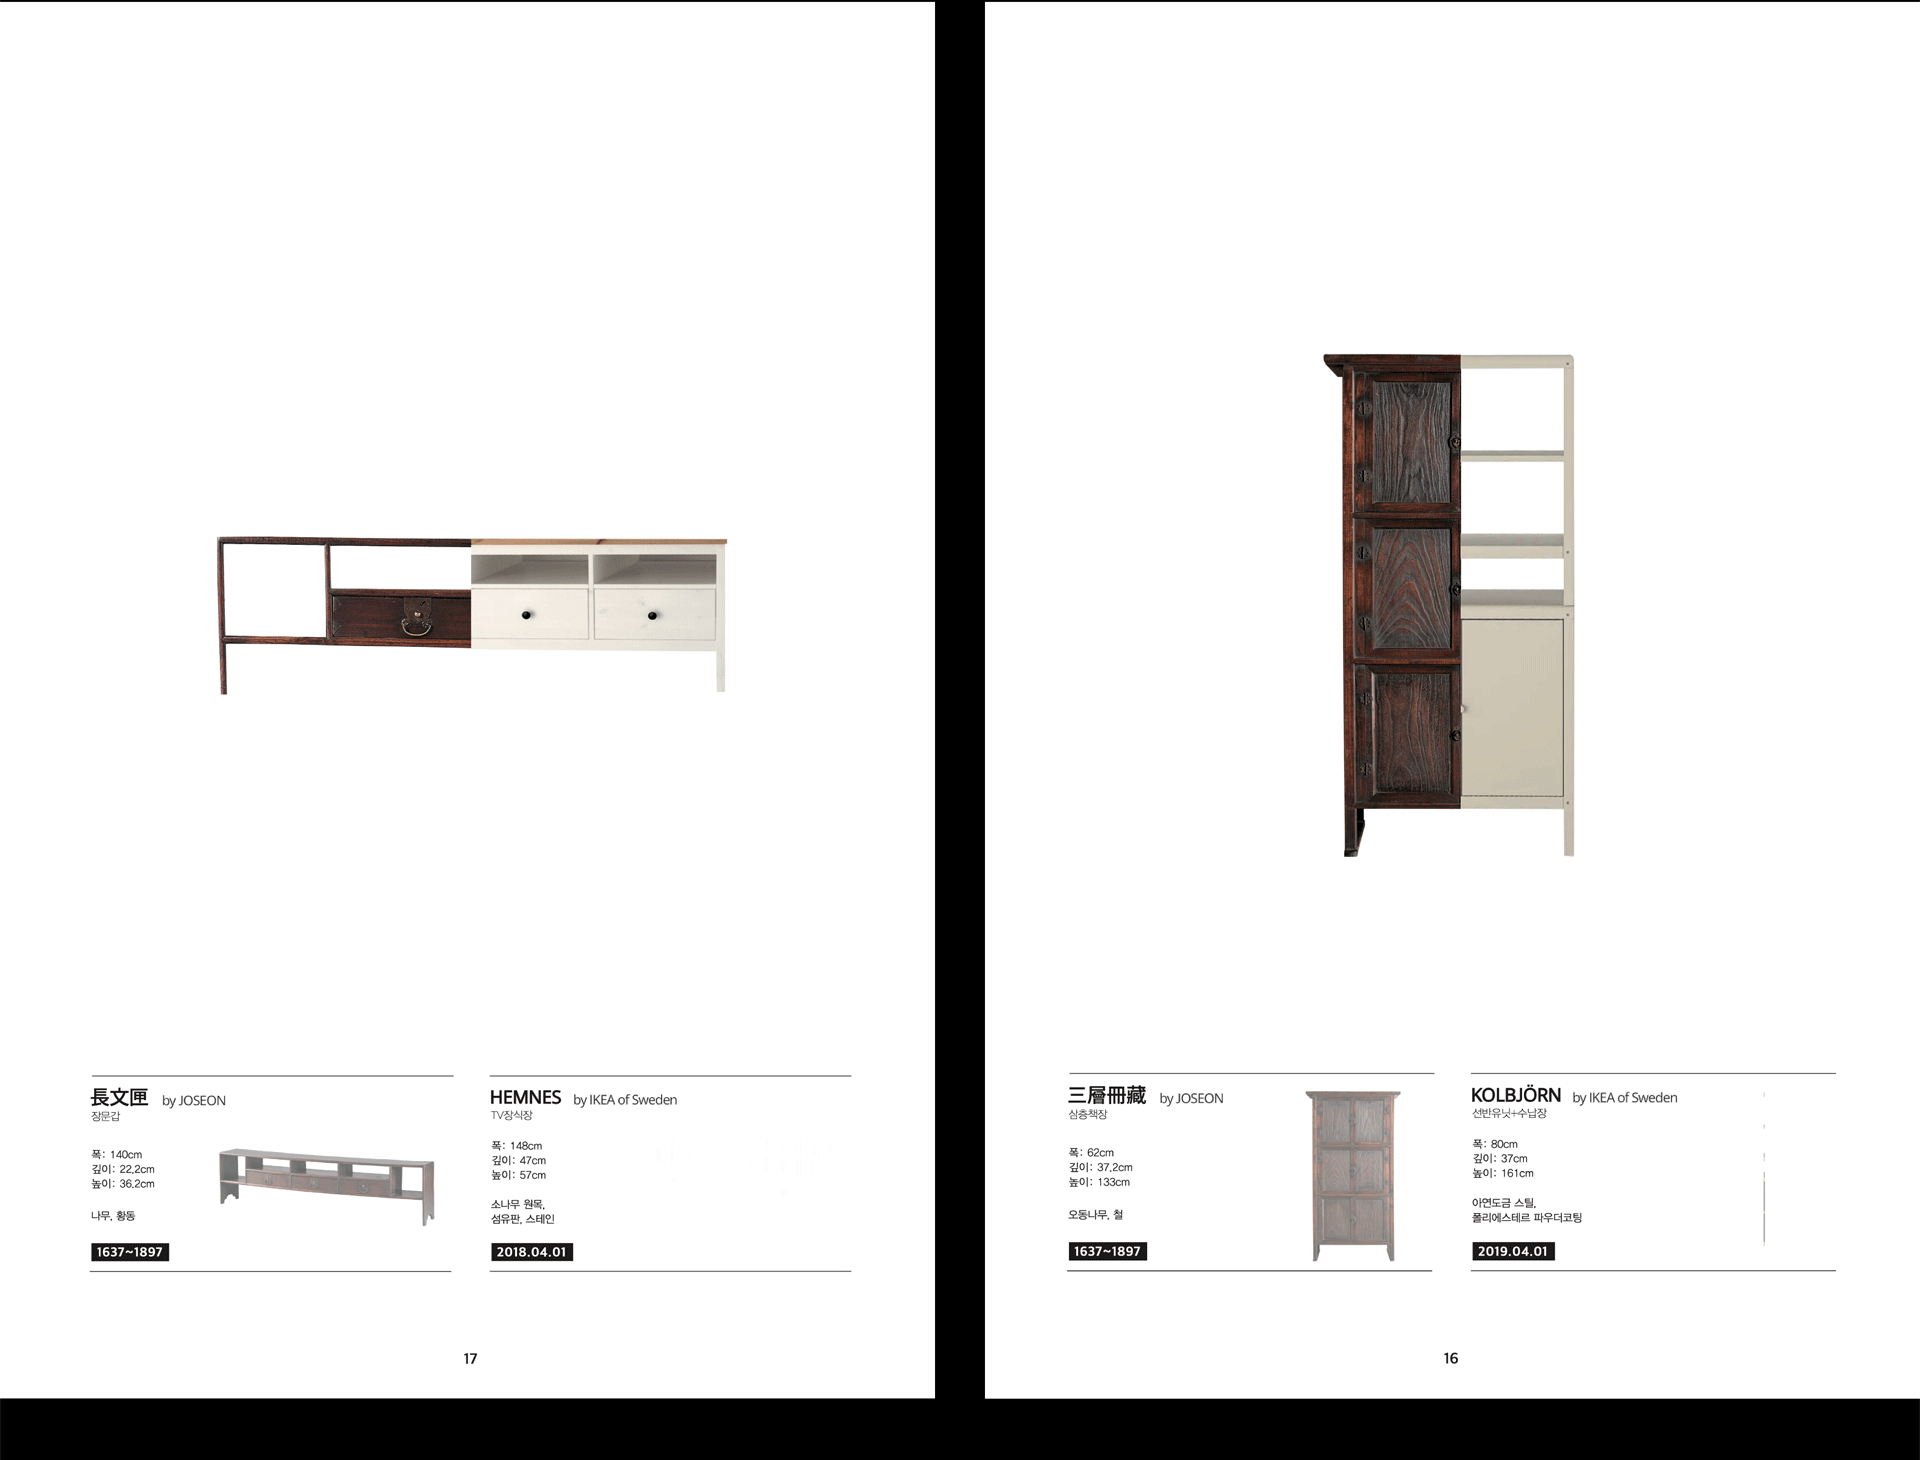 長文匣 by JOSEON
장문갑
폭: 140cm
깊이: 22.2cm
높이: 36.2cm
나무, 황동
1637~1897
HEMNES by IKEA of Sweden
TV장식장
폭: 148cm
깊이: 47cm
높이: 57cm
소나무 원목,
섬유판, 스테인
2018.04.01
17
三層冊藏 by JOSEON
삼층책장
폭: 62cm
깊이: 37.2cm
높이: 133cm
오동나무, 철
1637~1897
KOLBJÖRN by IKEA of Sweden
선반유닛+수납장
폭: 80cm
깊이: 37cm
높이: 161cm
아연도금 스틸,
폴리에스테르 파우더코팅
2019.04.01
16